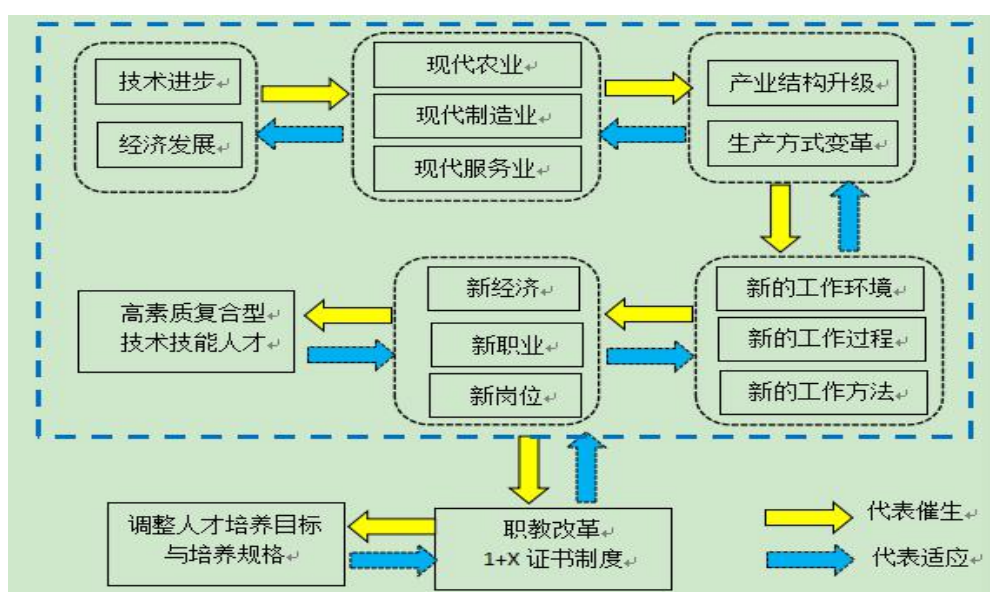 技术进步
经济发展
现代农业
现代制造业
现代服务业
产业结构升级
生产方式变革
高素质复合型
技术技能人才
新经济
新职业
新岗位
新的工作环境
新的工作过程
新的工作方法
调整人才培养目标
与培养规格
职教改革
1+X 证书制度
代表催生
代表适应